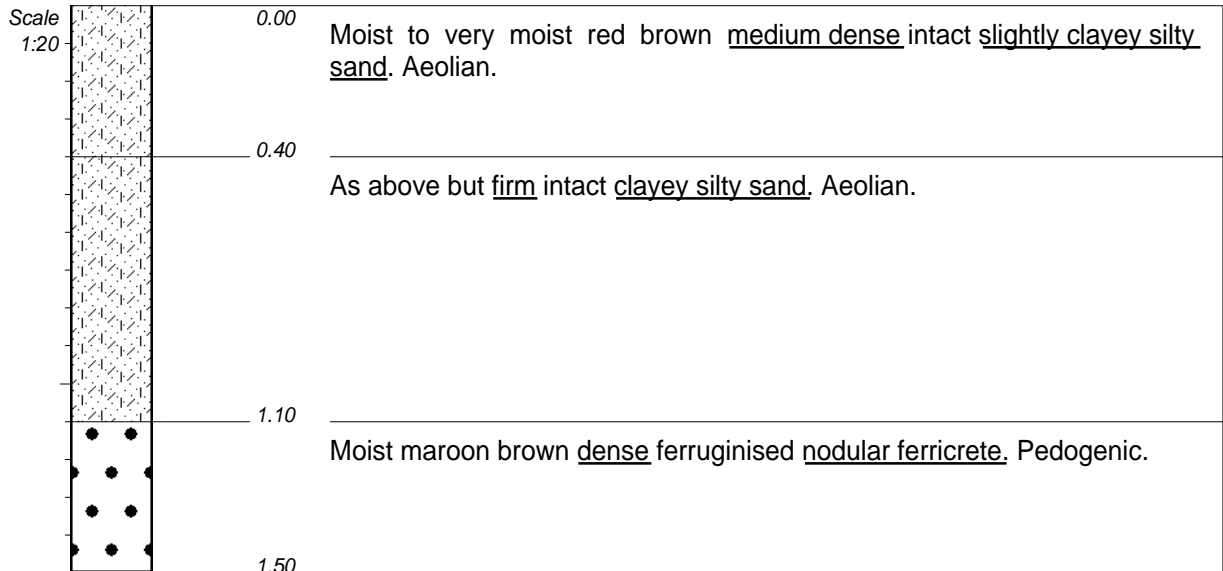 Scale
1:20
0.00
Moist to very moist red brown medium dense intact slightly clayey silty
sand. Aeolian.
0.40
As above but firm intact clayey silty sand. Aeolian.
1.10
Moist maroon brown dense ferruginised nodular ferricrete. Pedogenic.
1.50